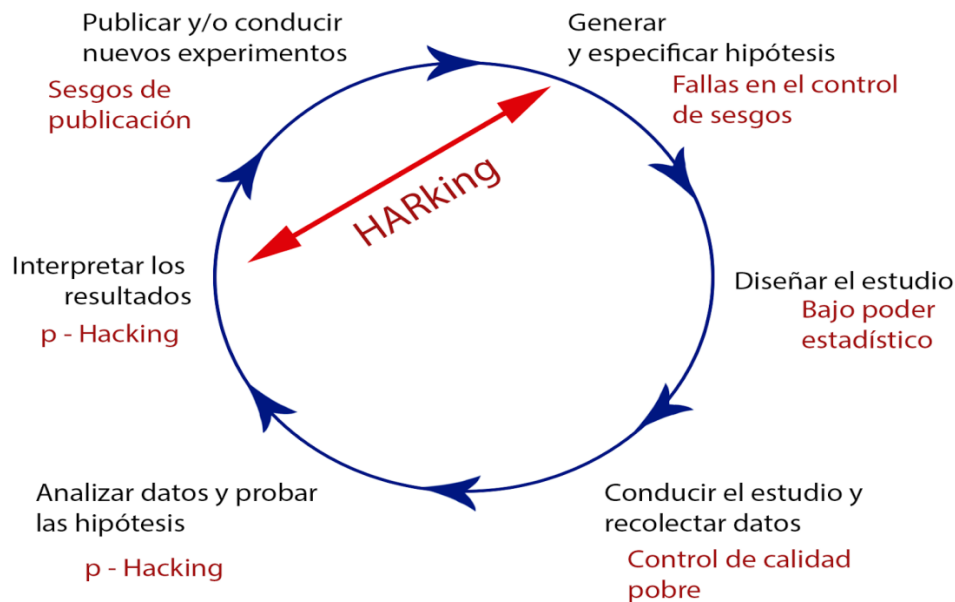 Publicar y/o conducir
nuevos experimentos
Sesgos de
publicación
Generar
y especificar hipótesis
Fallas en el control
de sesgos
HARking
Interpretar los
resultados
p - Hacking
Diseñar el estudio
Bajo poder
estadístico
Analizar datos y probar
las hipótesis
p - Hacking
Conducir el estudio y
recolectar datos
Control de calidad
pobre